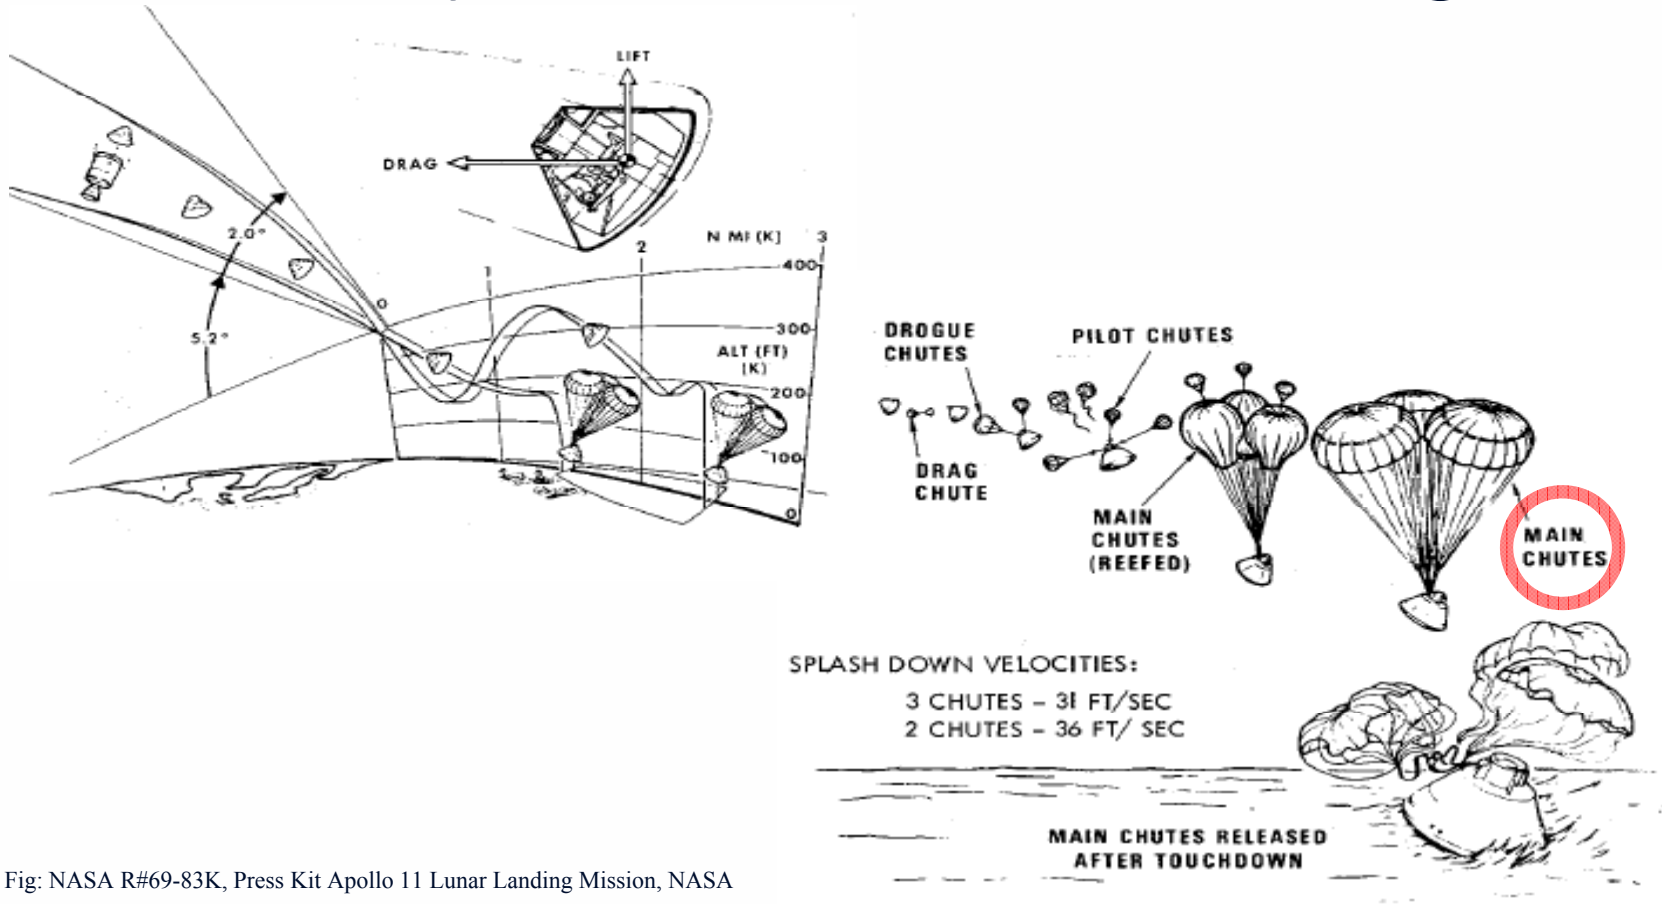 LIFT
DRAG
2.0°
5.2°
0
1
2
3
N MI (K)
400
300
ALT (FT)
(K)
200
100
0
DROGUE
CHUTES
PILOT CHUTES
DRAG
CHUTE
MAIN
CHUTES
(REEFED)
MAIN
CHUTES
SPLASH DOWN VELOCITIES:
3 CHUTES – 31 FT/SEC
2 CHUTES – 36 FT/ SEC
MAIN CHUTES RELEASED
AFTER TOUCHDOWN
Fig: NASA R#69-83K, Press Kit Apollo 11 Lunar Landing Mission, NASA